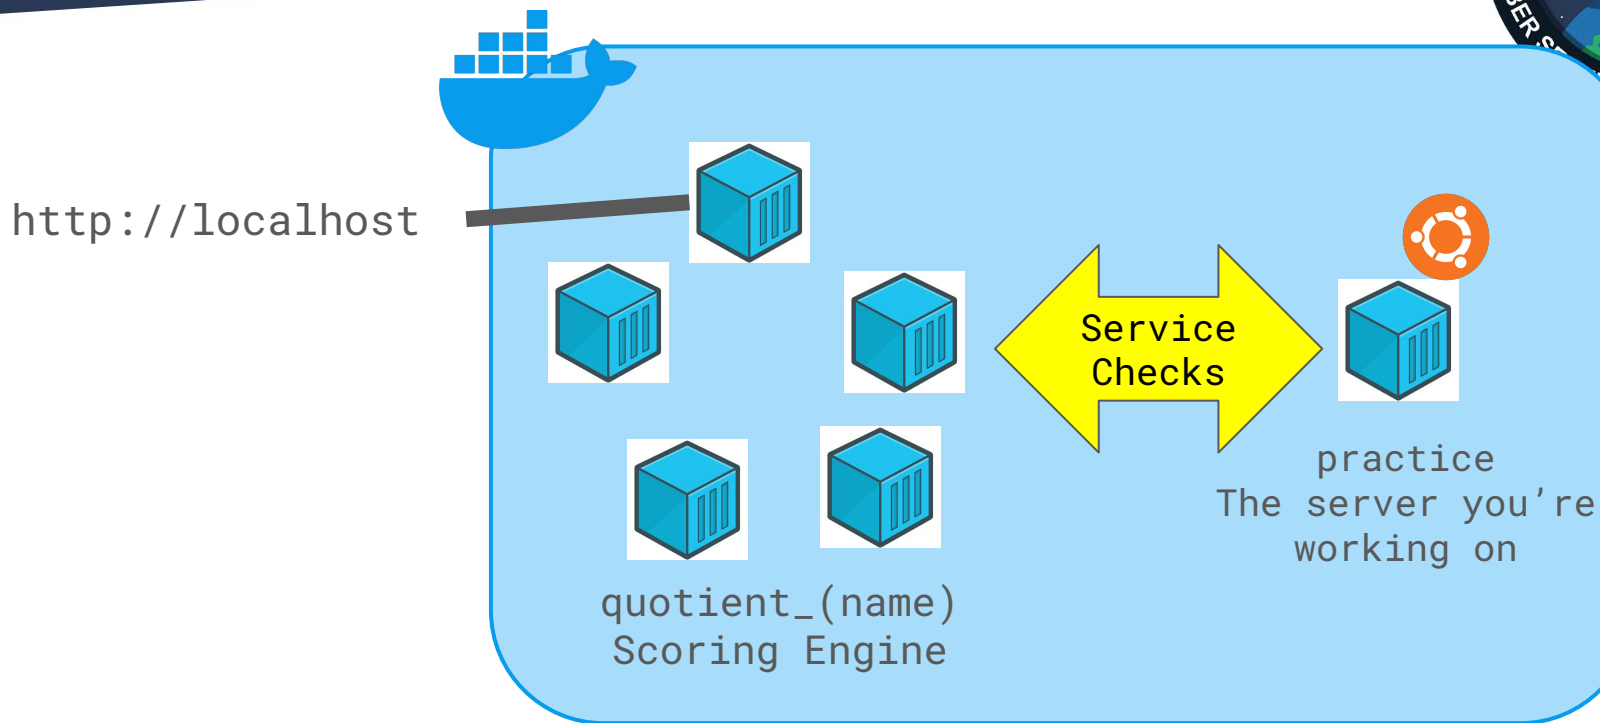 http://localhost
Service
Checks
practice
The server you’re
working on
quotient_(name)
Scoring Engine